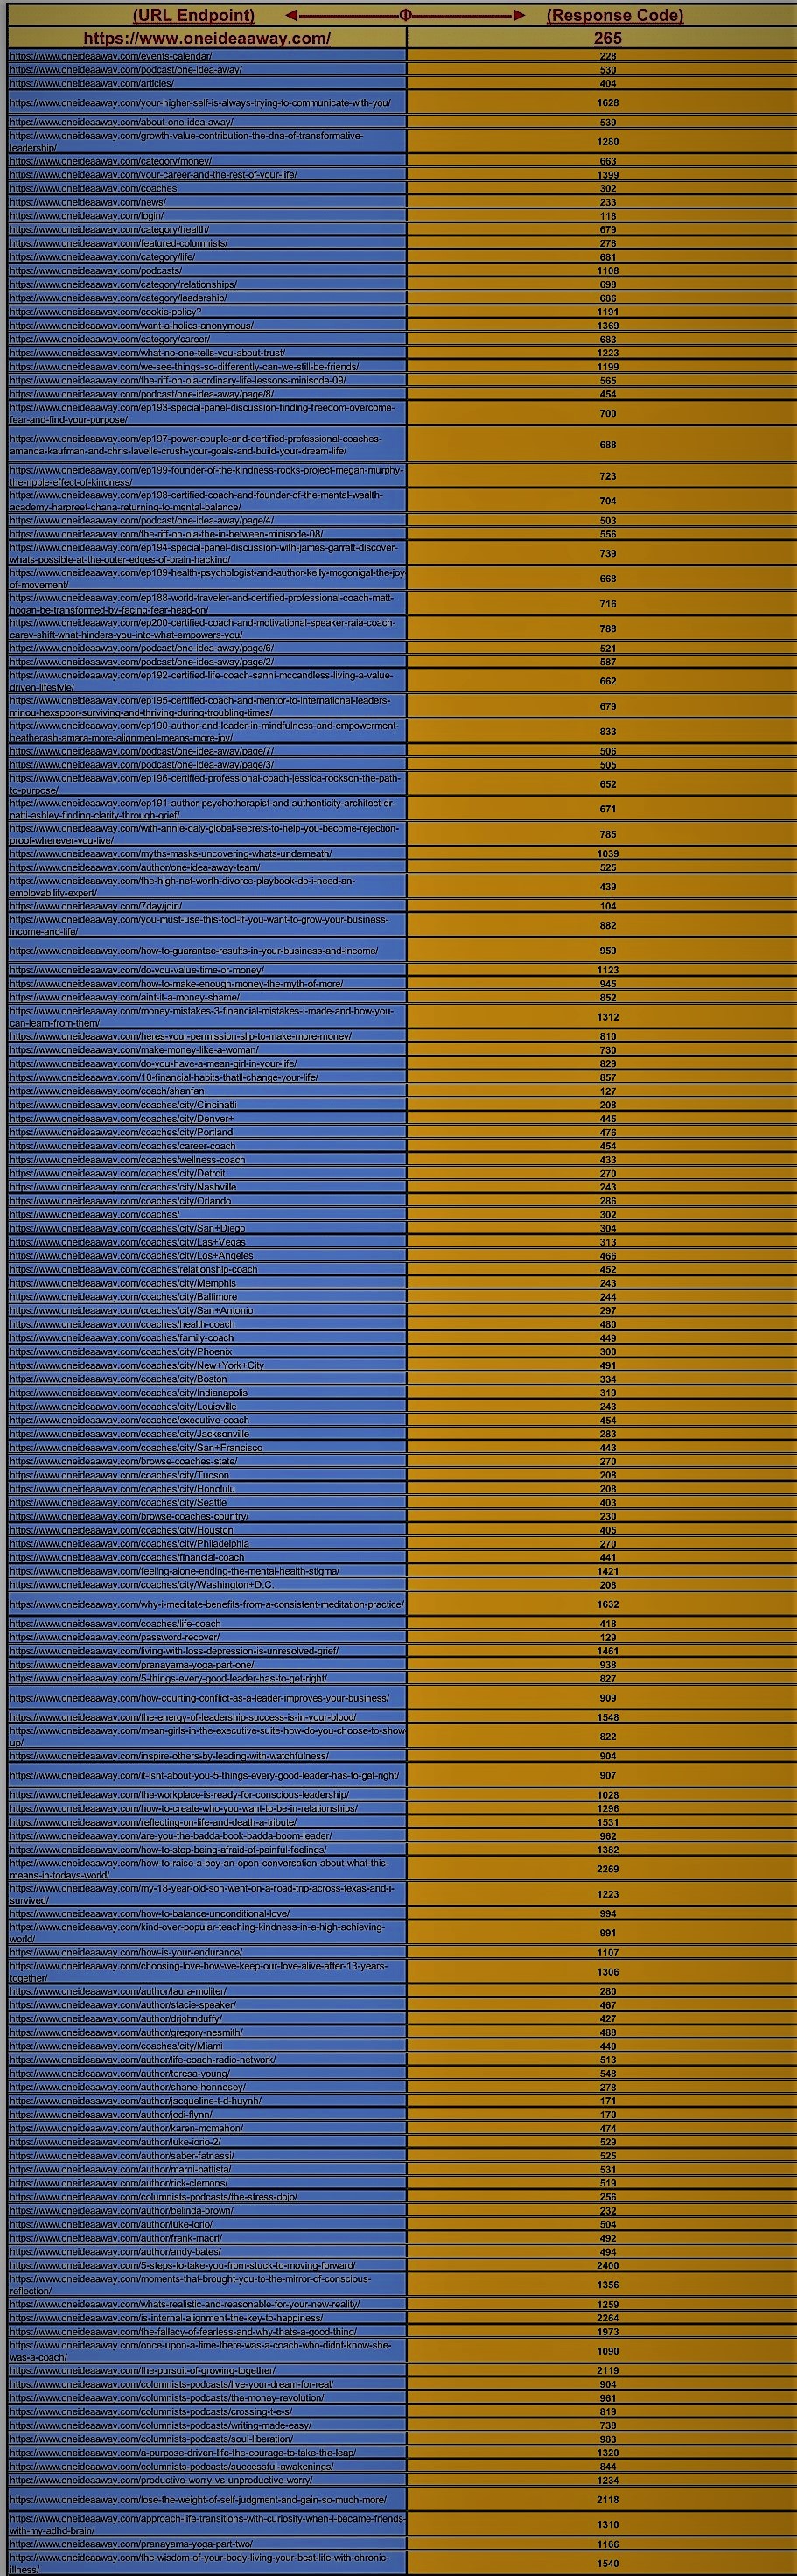 (URL Endpoint) ◄——Φ——► (Response Code)
https://www.oneideaaway.com/ 265
https://www.oneideaaway.com/events-calendar/ 228
https://www.oneideaaway.com/podcast/one-idea-away/ 530
https://www.oneideaaway.com/articles/ 404
https://www.oneideaaway.com/your-higher-self-is-always-trying-to-communicate-with-you/ 1628
https://www.oneideaaway.com/about-one-idea-away/ 539
https://www.oneideaaway.com/growth-value-contribution-the-dna-of-transformative-
leadership/ 1280
https://www.oneideaaway.com/category/money/ 663
https://www.oneideaaway.com/your-career-and-the-rest-of-your-life/ 1399
https://www.oneideaaway.com/coaches 302
https://www.oneideaaway.com/news/ 233
https://www.oneideaaway.com/login/ 118
https://www.oneideaaway.com/category/health/ 679
https://www.oneideaaway.com/featured-columnists/ 278
https://www.oneideaaway.com/category/life/ 681
https://www.oneideaaway.com/podcasts/ 1108
https://www.oneideaaway.com/category/relationships/ 698
https://www.oneideaaway.com/category/leadership/ 686
https://www.oneideaaway.com/cookie-policy? 1191
https://www.oneideaaway.com/want-a-holics-anonymous/ 1369
https://www.oneideaaway.com/category/career/ 683
https://www.oneideaaway.com/what-no-one-tells-you-about-trust/ 1223
https://www.oneideaaway.com/we-see-things-so-differently-can-we-still-be-friends/ 1199
https://www.oneideaaway.com/the-riff-on-oia-ordinary-life-lessons-minisode-09/ 565
https://www.oneideaaway.com/podcast/one-idea-away/page/8/ 454
https://www.oneideaaway.com/ep193-special-panel-discussion-finding-freedom-overcome-
fear-and-find-your-purpose/ 700
https://www.oneideaaway.com/ep197-power-couple-and-certified-professional-coaches-
amanda-kaufman-and-chris-lavelle-crush-your-goals-and-build-your-dream-life/ 688
https://www.oneideaaway.com/ep199-founder-of-the-kindness-rocks-project-megan-murphy-
the-ripple-effect-of-kindness/ 723
https://www.oneideaaway.com/ep198-certified-coach-and-founder-of-the-mental-wealth-
academy-harpreet-chana-returning-to-mental-balance/ 704
https://www.oneideaaway.com/podcast/one-idea-away/page/4/ 503
https://www.oneideaaway.com/the-riff-on-oia-the-in-between-minisode-08/ 556
https://www.oneideaaway.com/ep194-special-panel-discussion-with-james-garrett-discover-
whats-possible-at-the-outer-edges-of-brain-hacking/ 739
https://www.oneideaaway.com/ep189-health-psychologist-and-author-kelly-mcgonigal-the-joy-
of-movement/ 668
https://www.oneideaaway.com/ep188-world-traveler-and-certified-professional-coach-matt-
hogan-be-transformed-by-facing-fear-head-on/ 716
https://www.oneideaaway.com/ep200-certified-coach-and-motivational-speaker-raia-coach-
carey-shift-what-hinders-you-into-what-empowers-you/ 788
https://www.oneideaaway.com/podcast/one-idea-away/page/6/ 521
https://www.oneideaaway.com/podcast/one-idea-away/page/2/ 587
https://www.oneideaaway.com/ep192-certified-life-coach-sanni-mccandless-living-a-value-
driven-lifestyle/ 662
https://www.oneideaaway.com/ep195-certified-coach-and-mentor-to-international-leaders-
minou-hexspoor-surviving-and-thriving-during-troubling-times/ 679
https://www.oneideaaway.com/ep190-author-and-leader-in-mindfulness-and-empowerment-
heatherash-amara-more-alignment-means-more-joy/ 833
https://www.oneideaaway.com/podcast/one-idea-away/page/7/ 506
https://www.oneideaaway.com/podcast/one-idea-away/page/3/ 505
https://www.oneideaaway.com/ep196-certified-professional-coach-jessica-rockson-the-path-
to-purpose/ 652
https://www.oneideaaway.com/ep191-author-psychotherapist-and-authenticity-architect-dr-
patti-ashley-finding-clarity-through-grief/ 671
https://www.oneideaaway.com/with-annie-daly-global-secrets-to-help-you-become-rejection-
proof-wherever-you-live/ 785
https://www.oneideaaway.com/myths-masks-uncovering-whats-underneath/ 1039
https://www.oneideaaway.com/author/one-idea-away-team/ 525
https://www.oneideaaway.com/the-high-net-worth-divorce-playbook-do-i-need-an-
employability-expert/ 439
https://www.oneideaaway.com/7day/join/ 104
https://www.oneideaaway.com/you-must-use-this-tool-if-you-want-to-grow-your-business-
income-and-life/ 882
https://www.oneideaaway.com/how-to-guarantee-results-in-your-business-and-income/ 959
https://www.oneideaaway.com/do-you-value-time-or-money/ 1123
https://www.oneideaaway.com/how-to-make-enough-money-the-myth-of-more/ 945
https://www.oneideaaway.com/aint-it-a-money-shame/ 852
https://www.oneideaaway.com/money-mistakes-3-financial-mistakes-i-made-and-how-you-
can-learn-from-them/ 1312
https://www.oneideaaway.com/heres-your-permission-slip-to-make-more-money/ 810
https://www.oneideaaway.com/make-money-like-a-woman/ 730
https://www.oneideaaway.com/do-you-have-a-mean-girl-in-your-life/ 829
https://www.oneideaaway.com/10-financial-habits-thatll-change-your-life/ 857
https://www.oneideaaway.com/coach/shanfan 127
https://www.oneideaaway.com/coaches/city/Cincinatti 208
https://www.oneideaaway.com/coaches/city/Denver+ 445
https://www.oneideaaway.com/coaches/city/Portland 476
https://www.oneideaaway.com/coaches/career-coach 454
https://www.oneideaaway.com/coaches/wellness-coach 433
https://www.oneideaaway.com/coaches/city/Detroit 270
https://www.oneideaaway.com/coaches/city/Nashville 243
https://www.oneideaaway.com/coaches/city/Orlando 286
https://www.oneideaaway.com/coaches/ 302
https://www.oneideaaway.com/coaches/city/San+Diego 304
https://www.oneideaaway.com/coaches/city/Las+Vegas 313
https://www.oneideaaway.com/coaches/city/Los+Angeles 466
https://www.oneideaaway.com/coaches/relationship-coach 452
https://www.oneideaaway.com/coaches/city/Memphis 243
https://www.oneideaaway.com/coaches/city/Baltimore 244
https://www.oneideaaway.com/coaches/city/San+Antonio 297
https://www.oneideaaway.com/coaches/health-coach 480
https://www.oneideaaway.com/coaches/family-coach 449
https://www.oneideaaway.com/coaches/city/Phoenix 300
https://www.oneideaaway.com/coaches/city/New+York+City 491
https://www.oneideaaway.com/coaches/city/Boston 334
https://www.oneideaaway.com/coaches/city/Indianapolis 319
https://www.oneideaaway.com/coaches/city/Louisville 243
https://www.oneideaaway.com/coaches/executive-coach 454
https://www.oneideaaway.com/coaches/city/Jacksonville 283
https://www.oneideaaway.com/coaches/city/San+Francisco 443
https://www.oneideaaway.com/browse-coaches-state/ 270
https://www.oneideaaway.com/coaches/city/Tucson 208
https://www.oneideaaway.com/coaches/city/Honolulu 208
https://www.oneideaaway.com/coaches/city/Seattle 403
https://www.oneideaaway.com/browse-coaches-country/ 230
https://www.oneideaaway.com/coaches/city/Houston 405
https://www.oneideaaway.com/coaches/city/Philadelphia 270
https://www.oneideaaway.com/coaches/financial-coach 441
https://www.oneideaaway.com/feeling-alone-ending-the-mental-health-stigma/ 1421
https://www.oneideaaway.com/coaches/city/Washington+D.C. 208
https://www.oneideaaway.com/why-i-meditate-benefits-from-a-consistent-meditation-practice/ 1632
https://www.oneideaaway.com/coaches/life-coach 418
https://www.oneideaaway.com/password-recover/ 129
https://www.oneideaaway.com/living-with-loss-depression-is-unresolved-grief/ 1461
https://www.oneideaaway.com/pranayama-yoga-part-one/ 938
https://www.oneideaaway.com/5-things-every-good-leader-has-to-get-right/ 827
https://www.oneideaaway.com/how-courting-conflict-as-a-leader-improves-your-business/ 909
https://www.oneideaaway.com/the-energy-of-leadership-success-is-in-your-blood/ 1548
https://www.oneideaaway.com/mean-girls-in-the-executive-suite-how-do-you-choose-to-show-
up/ 822
https://www.oneideaaway.com/inspire-others-by-leading-with-watchfulness/ 904
https://www.oneideaaway.com/it-isnt-about-you-5-things-every-good-leader-has-to-get-right/ 907
https://www.oneideaaway.com/the-workplace-is-ready-for-conscious-leadership/ 1028
https://www.oneideaaway.com/how-to-create-who-you-want-to-be-in-relationships/ 1296
https://www.oneideaaway.com/reflecting-on-life-and-death-a-tribute/ 1531
https://www.oneideaaway.com/are-you-the-badda-book-badda-boom-leader/ 962
https://www.oneideaaway.com/how-to-stop-being-afraid-of-painful-feelings/ 1382
https://www.oneideaaway.com/how-to-raise-a-boy-an-open-conversation-about-what-this-
means-in-todays-world/ 2269
https://www.oneideaaway.com/my-18-year-old-son-went-on-a-road-trip-across-texas-and-i-
survived/ 1223
https://www.oneideaaway.com/how-to-balance-unconditional-love/ 994
https://www.oneideaaway.com/kind-over-popular-teaching-kindness-in-a-high-achieving-
world/ 991
https://www.oneideaaway.com/how-is-your-endurance/ 1107
https://www.oneideaaway.com/choosing-love-how-we-keep-our-love-alive-after-13-years-
together/ 1306
https://www.oneideaaway.com/author/laura-moliter/ 280
https://www.oneideaaway.com/author/stacie-speaker/ 467
https://www.oneideaaway.com/author/drjohnduffy/ 427
https://www.oneideaaway.com/author/gregory-nesmith/ 488
https://www.oneideaaway.com/coaches/city/Miami 440
https://www.oneideaaway.com/author/life-coach-radio-network/ 513
https://www.oneideaaway.com/author/teresa-young/ 548
https://www.oneideaaway.com/author/shane-hennesey/ 278
https://www.oneideaaway.com/author/jacqueline-t-d-huynh/ 171
https://www.oneideaaway.com/author/jodi-flynn/ 170
https://www.oneideaaway.com/author/karen-mcmahon/ 474
https://www.oneideaaway.com/author/luke-iorio-2/ 529
https://www.oneideaaway.com/author/saber-fatnassi/ 525
https://www.oneideaaway.com/author/marni-battista/ 531
https://www.oneideaaway.com/author/rick-clemons/ 519
https://www.oneideaaway.com/columnists-podcasts/the-stress-dojo/ 256
https://www.oneideaaway.com/author/belinda-brown/ 232
https://www.oneideaaway.com/author/luke-iorio/ 504
https://www.oneideaaway.com/author/frank-macri/ 492
https://www.oneideaaway.com/author/andy-bates/ 494
https://www.oneideaaway.com/5-steps-to-take-you-from-stuck-to-moving-forward/ 2400
https://www.oneideaaway.com/moments-that-brought-you-to-the-mirror-of-conscious-
reflection/ 1356
https://www.oneideaaway.com/whats-realistic-and-reasonable-for-your-new-reality/ 1259
https://www.oneideaaway.com/is-internal-alignment-the-key-to-happiness/ 2264
https://www.oneideaaway.com/the-fallacy-of-fearless-and-why-thats-a-good-thing/ 1973
https://www.oneideaaway.com/once-upon-a-time-there-was-a-coach-who-didnt-know-she-
was-a-coach/ 1090
https://www.oneideaaway.com/the-pursuit-of-growing-together/ 2119
https://www.oneideaaway.com/columnists-podcasts/live-your-dream-for-real/ 904
https://www.oneideaaway.com/columnists-podcasts/the-money-revolution/ 961
https://www.oneideaaway.com/columnists-podcasts/crossing-t-e-s/ 819
https://www.oneideaaway.com/columnists-podcasts/writing-made-easy/ 738
https://www.oneideaaway.com/columnists-podcasts/soul-liberation/ 983
https://www.oneideaaway.com/a-purpose-driven-life-the-courage-to-take-the-leap/ 1320
https://www.oneideaaway.com/columnists-podcasts/successful-awakenings/ 844
https://www.oneideaaway.com/productive-worry-vs-unproductive-worry/ 1234
https://www.oneideaaway.com/lose-the-weight-of-self-judgment-and-gain-so-much-more/ 2118
https://www.oneideaaway.com/approach-life-transitions-with-curiosity-when-i-became-friends-
with-my-adhd-brain/ 1310
https://www.oneideaaway.com/pranayama-yoga-part-two/ 1166
https://www.oneideaaway.com/the-wisdom-of-your-body-living-your-best-life-with-chronic-
illness/ 1540